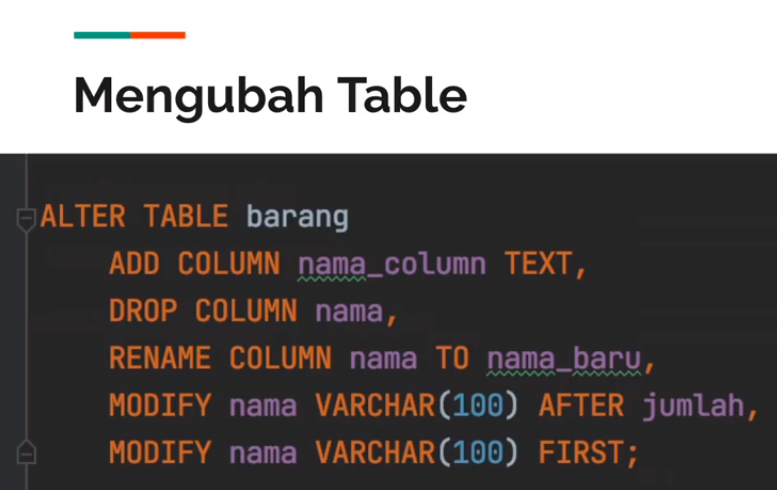 Mengubah Table
ALTER TABLE barang
ADD COLUMN nama_column TEXT,
DROP COLUMN nama,
RENAME COLUMN nama TO nama_baru,
MODIFY nama VARCHAR(100) AFTER jumlah,
MODIFY nama VARCHAR(100) FIRST;